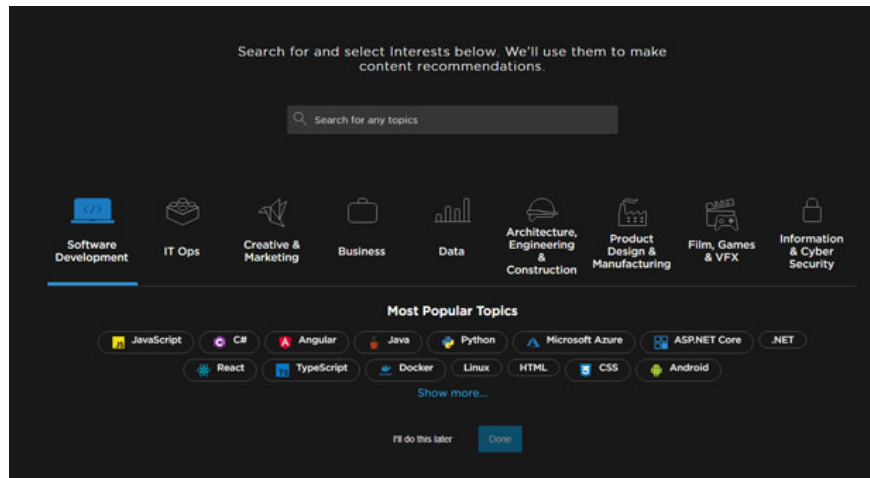 Search for and select Interests below. We'll use them to make
content recommendations.
Search for any topics
</>
Software
Development
IT Ops
Creative &
Marketing
Business
Data
Architecture,
Engineering
&
Construction
Product
Design &
Manufacturing
Film, Games
& VFX
Information
& Cyber
Security
Most Popular Topics
JS JavaScript C# Angular Java Python Microsoft Azure ASP.NET Core .NET
React TS TypeScript Docker Linux HTML CSS Android
Show more...
I'll do this later Done